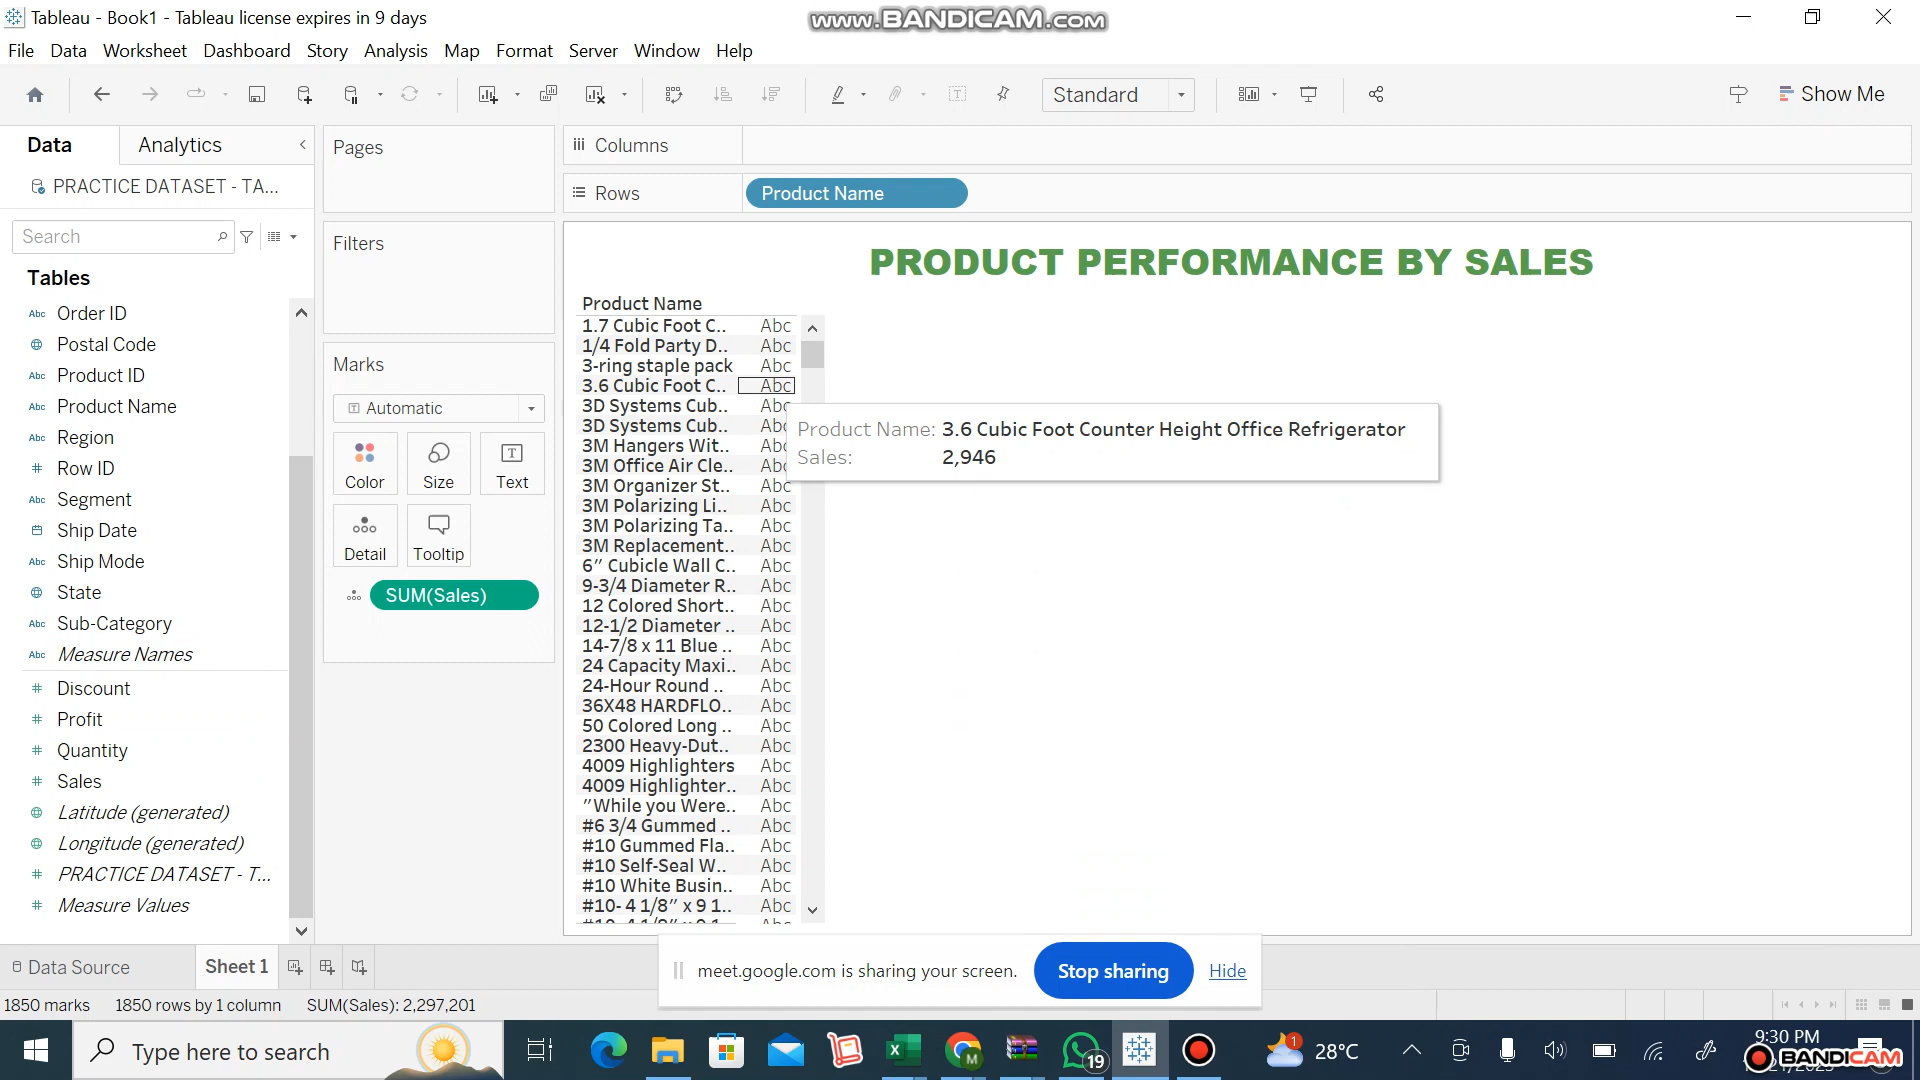 Tableau - Book1 - Tableau license expires in 9 days
www.BANDICAM.com
File Data Worksheet Dashboard Story Analysis Map Format Server Window Help
Standard
Show Me
Data
Analytics
PRACTICE DATASET - TA...
Search
Tables
Order ID
Postal Code
Product ID
Product Name
Region
Row ID
Segment
Ship Date
Ship Mode
State
Sub-Category
Measure Names
Discount
Profit
Quantity
Sales
Latitude (generated)
Longitude (generated)
PRACTICE DATASET - T...
Measure Values
Pages
Filters
Marks
Automatic
Color
Size
Text
Detail
Tooltip
SUM(Sales)
Columns
Rows
Product Name
PRODUCT PERFORMANCE BY SALES
Product Name
1.7 Cubic Foot C.. Abc
1/4 Fold Party D.. Abc
3-ring staple pack Abc
3.6 Cubic Foot C.. Abc
3D Systems Cub.. Abc
3D Systems Cub.. Abc
3M Hangers Wit.. Abc
3M Office Air Cle.. Abc
3M Organizer St.. Abc
3M Polarizing Li.. Abc
3M Polarizing Ta.. Abc
3M Replacement.. Abc
6" Cubicle Wall C.. Abc
9-3/4 Diameter R.. Abc
12 Colored Short.. Abc
12-1/2 Diameter .. Abc
14-7/8 x 11 Blue .. Abc
24 Capacity Maxi.. Abc
24-Hour Round .. Abc
36X48 HARDFLO.. Abc
50 Colored Long .. Abc
2300 Heavy-Dut.. Abc
4009 Highlighters Abc
4009 Highlighter.. Abc
"While you Were.. Abc
#6 3/4 Gummed .. Abc
#10 Gummed Fla.. Abc
#10 Self-Seal W.. Abc
#10 White Busin.. Abc
#10- 4 1/8" x 9 1.. Abc
Product Name: 3.6 Cubic Foot Counter Height Office Refrigerator
Sales: 2,946
meet.google.com is sharing your screen.
Stop sharing
Hide
Data Source
Sheet 1
1850 marks 1850 rows by 1 column SUM(Sales): 2,297,201
Type here to search
19
1
28°C
9:30 PM
BANDICAM